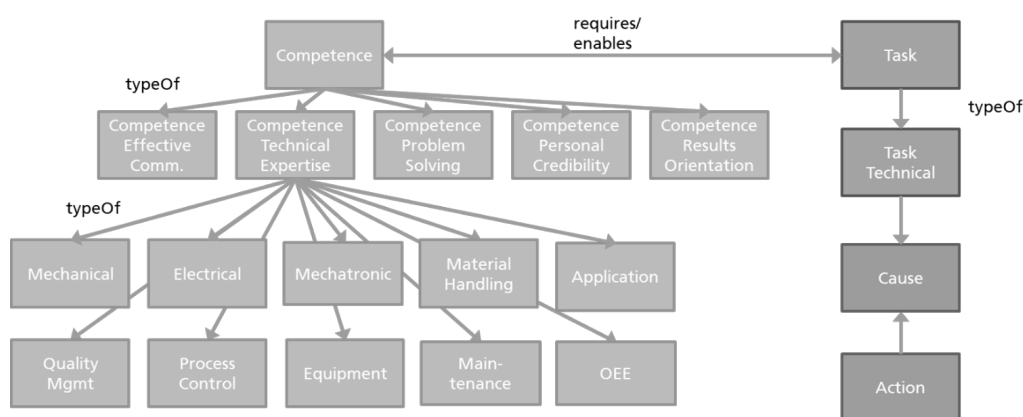 requires/
enables
Competence
Task
typeOf
typeOf
Competence
Effective
Comm.
Competence
Technical
Expertise
Competence
Problem
Solving
Competence
Personal
Credibility
Competence
Results
Orientation
Task
Technical
typeOf
Mechanical
Electrical
Mechatronic
Material
Handling
Application
Cause
Quality
Mgmt
Process
Control
Equipment
Main-
tenance
OEE
Action